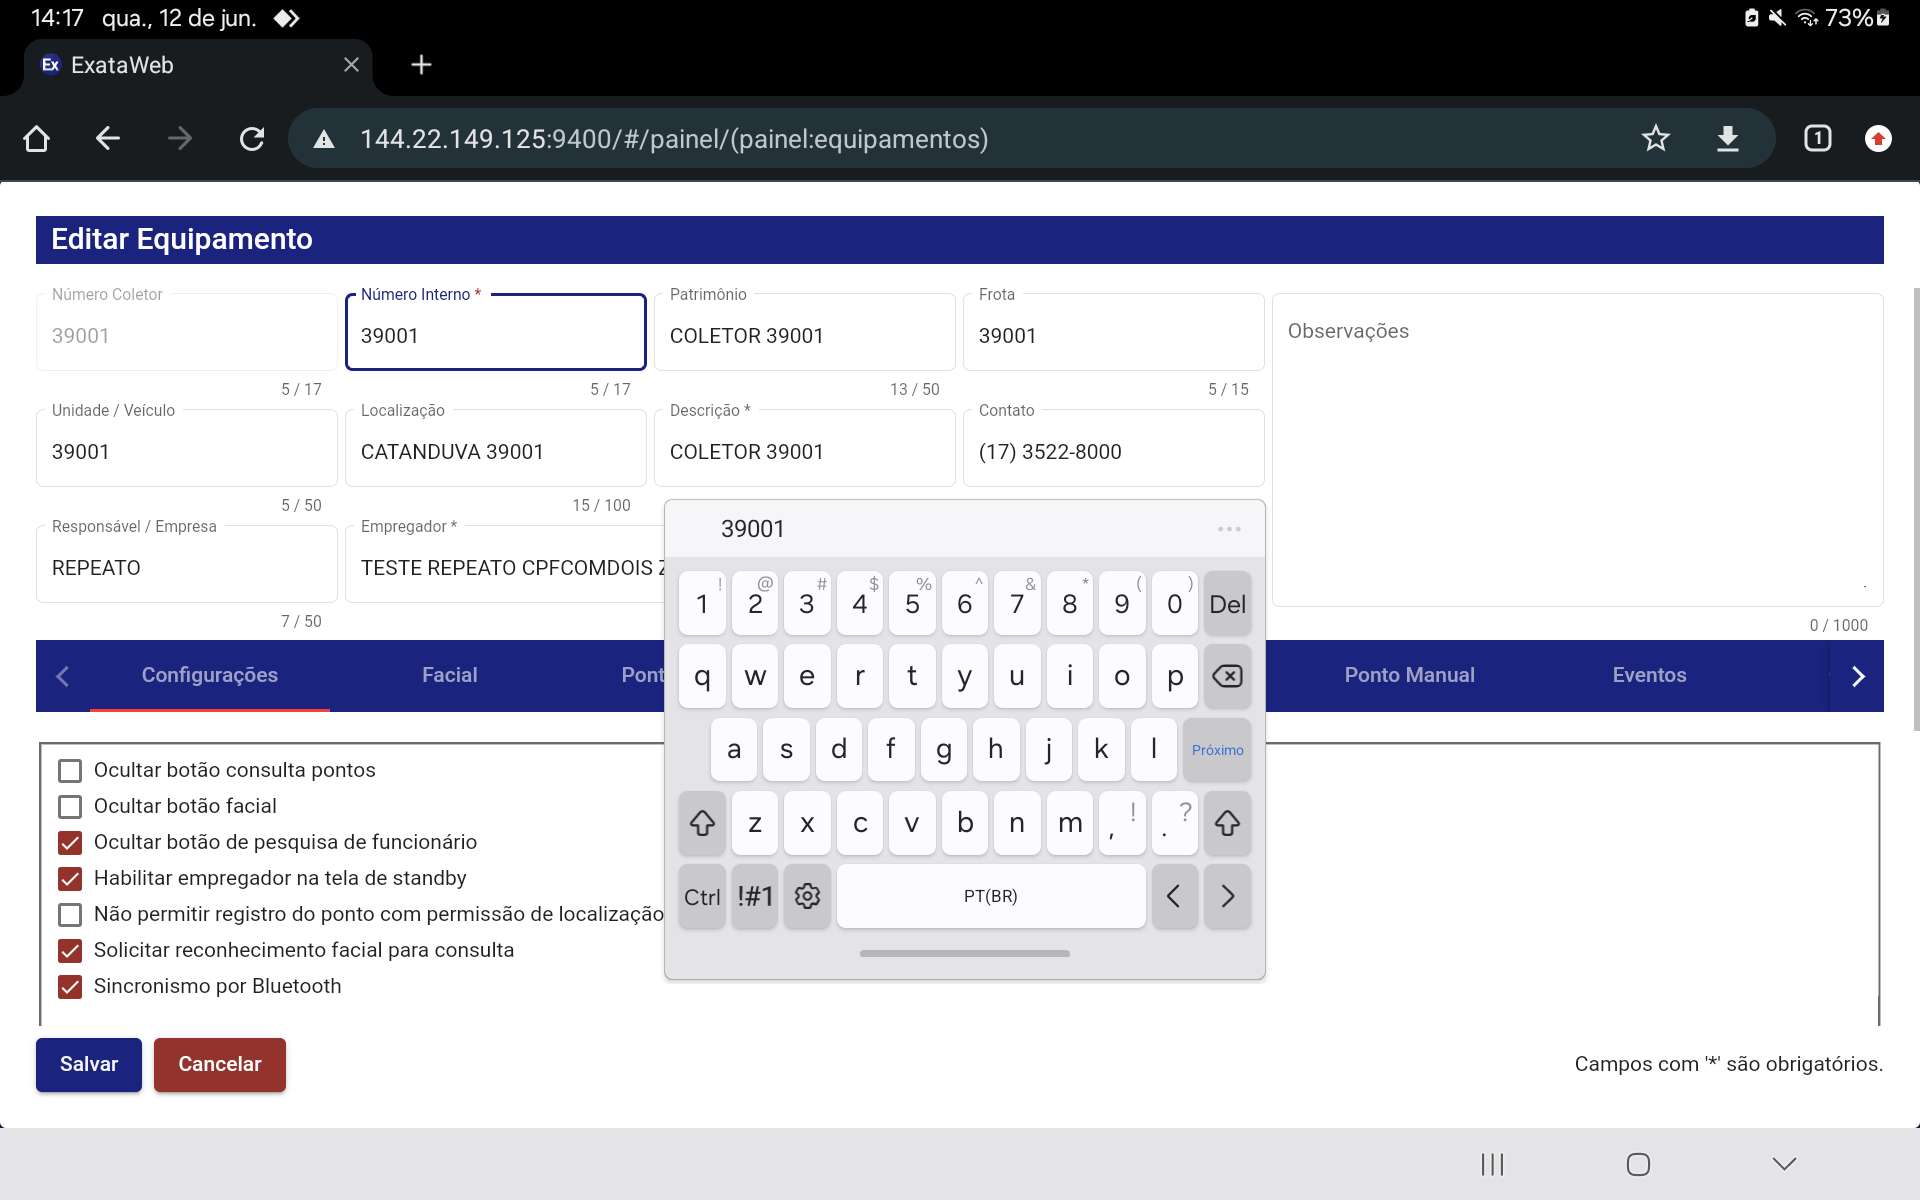 14:17 qua., 12 de jun. 73%
Ex ExataWeb
144.22.149.125:9400/#/painel/(painel:equipamentos) 1
Editar Equipamento
Número Coletor Número Interno * Patrimônio Frota
39001 39001 COLETOR 39001 39001 Observações
5 / 17 5 / 17 13 / 50 5 / 15
Unidade / Veículo Localização Descrição * Contato
39001 CATANDUVA 39001 COLETOR 39001 (17) 3522-8000
5 / 50 15 / 100
Responsável / Empresa Empregador *
REPEATO TESTE REPEATO CPFCOMDOIS
7 / 50
0 / 1000
Configurações Facial Pont Ponto Manual Eventos
Ocultar botão consulta pontos
Ocultar botão facial
Ocultar botão de pesquisa de funcionário
Habilitar empregador na tela de standby
Não permitir registro do ponto com permissão de localização
Solicitar reconhecimento facial para consulta
Sincronismo por Bluetooth
39001 ...
! @ # $ % ^ & * ( )
1 2 3 4 5 6 7 8 9 0 Del
q w e r t y u i o p
a s d f g h j k l Próximo
z x c v b n m , ! . ?
Ctrl !#1 PT(BR) < >
Salvar Cancelar Campos com '*' são obrigatórios.